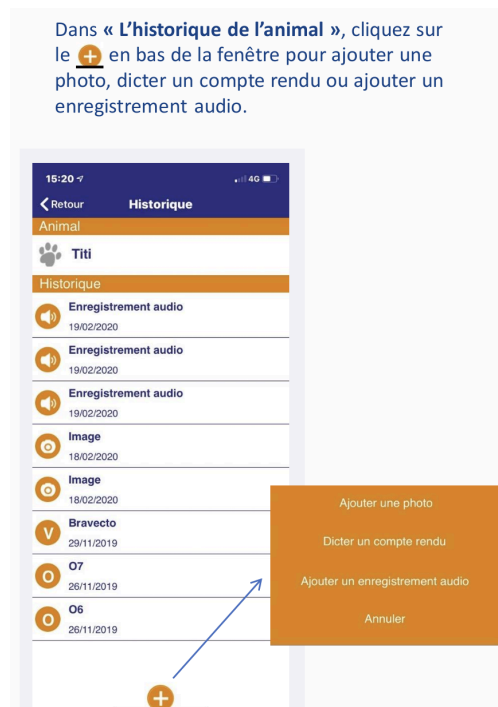 Dans « L'historique de l'animal », cliquez sur
le + en bas de la fenêtre pour ajouter une
photo, dicter un compte rendu ou ajouter un
enregistrement audio.
15:20 4G
Retour Historique
Animal
Titi
Historique
Enregistrement audio
19/02/2020
Enregistrement audio
19/02/2020
Enregistrement audio
19/02/2020
Image
18/02/2020
Image
18/02/2020
V Bravecto
29/11/2019
O O7
26/11/2019
O O6
26/11/2019
+
Ajouter une photo
Dicter un compte rendu
Ajouter un enregistrement audio
Annuler